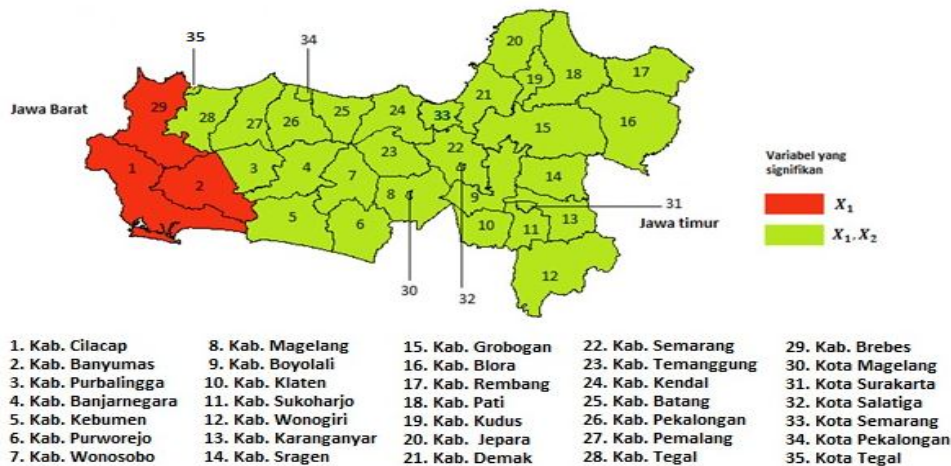 35
34
20
19
18
17
21
Jawa Barat
29
28
27
26
25
24
33
15
16
22
1
2
3
4
23
7
14
Variabel yang
signifikan
8
9
31
X₁
5
6
10
11
13
Jawa timur
X₁, X₂
12
30
32
1. Kab. Cilacap
2. Kab. Banyumas
3. Kab. Purbalingga
4. Kab. Banjarnegara
5. Kab. Kebumen
6. Kab. Purworejo
7. Kab. Wonosobo
8. Kab. Magelang
9. Kab. Boyolali
10. Kab. Klaten
11. Kab. Sukoharjo
12. Kab. Wonogiri
13. Kab. Karanganyar
14. Kab. Sragen
15. Kab. Grobogan
16. Kab. Blora
17. Kab. Rembang
18. Kab. Pati
19. Kab. Kudus
20. Kab. Jepara
21. Kab. Demak
22. Kab. Semarang
23. Kab. Temanggung
24. Kab. Kendal
25. Kab. Batang
26. Kab. Pekalongan
27. Kab. Pemalang
28. Kab. Tegal
29. Kab. Brebes
30. Kota Magelang
31. Kota Surakarta
32. Kota Salatiga
33. Kota Semarang
34. Kota Pekalongan
35. Kota Tegal